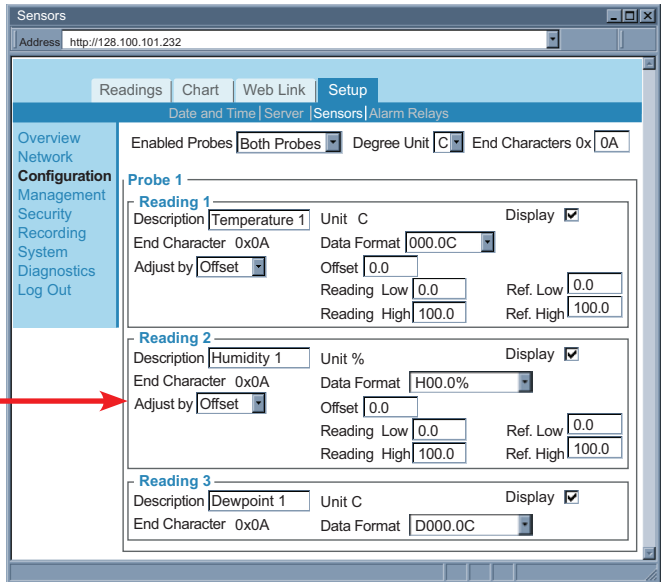 Sensors
Address http://128.100.101.232
Readings Chart Web Link Setup
Date and Time | Server | Sensors | Alarm Relays
Overview
Network
Configuration
Management
Security
Recording
System
Diagnostics
Log Out
Enabled Probes Both Probes Degree Unit C End Characters 0x 0A
Probe 1
Reading 1
Description Temperature 1 Unit C Display
End Character 0x0A Data Format 000.0C
Adjust by Offset Offset 0.0
Reading Low 0.0 Ref. Low 0.0
Reading High 100.0 Ref. High 100.0
Reading 2
Description Humidity 1 Unit % Display
End Character 0x0A Data Format H00.0%
Adjust by Offset Offset 0.0
Reading Low 0.0 Ref. Low 0.0
Reading High 100.0 Ref. High 100.0
Reading 3
Description Dewpoint 1 Unit C Display
End Character 0x0A Data Format D000.0C